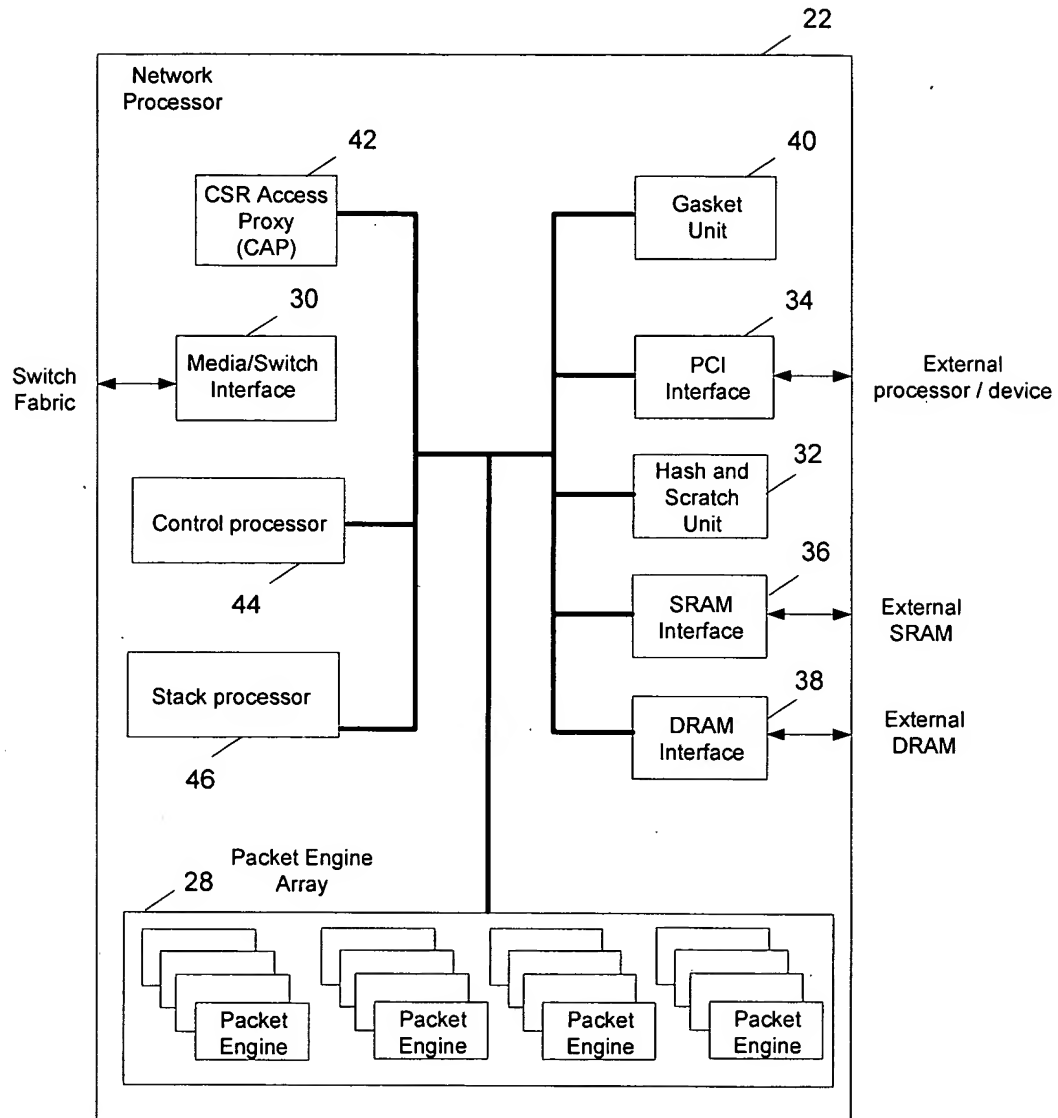 22
Network
Processor
42
CSR Access
Proxy
(CAP)
40
Gasket
Unit
30
Media/Switch
Interface
Switch
Fabric
34
PCI
Interface
External
processor / device
32
Hash and
Scratch
Unit
Control processor
44
36
SRAM
Interface
External
SRAM
Stack processor
46
38
DRAM
Interface
External
DRAM
Packet Engine
Array
28
Packet
Engine
Packet
Engine
Packet
Engine
Packet
Engine